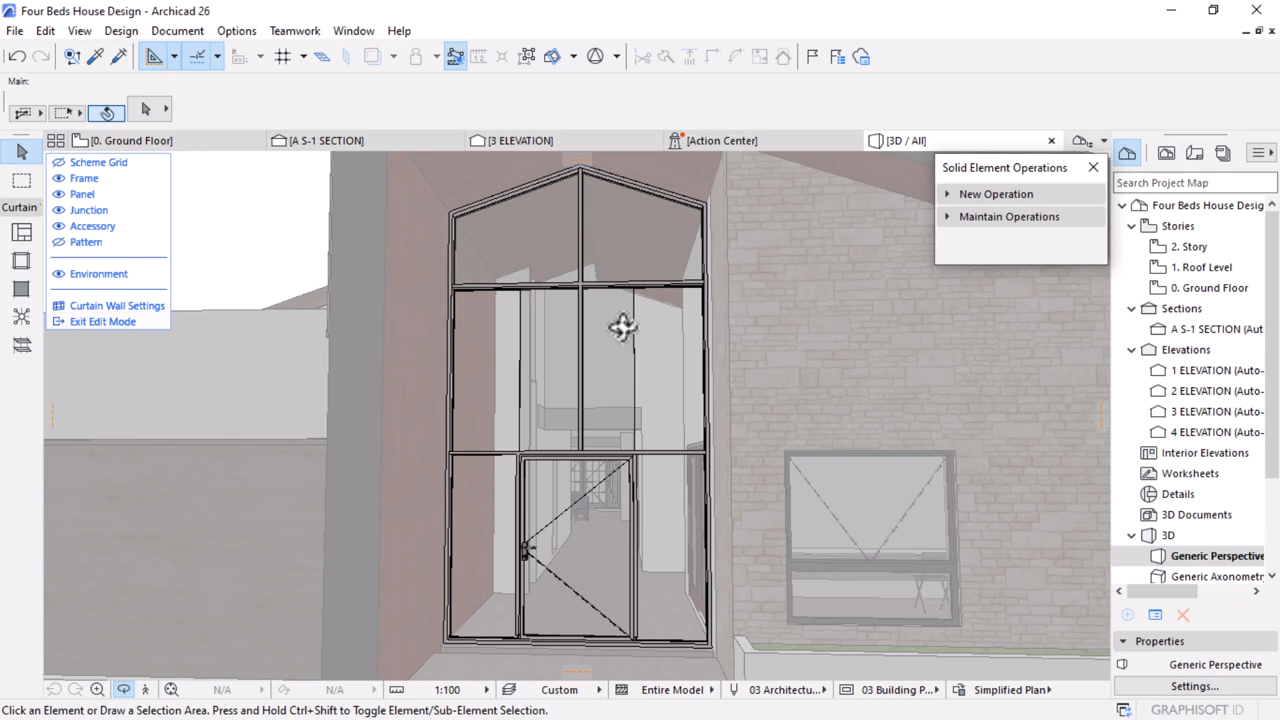 Four Beds House Design - Archicad 26
File Edit View Design Document Options Teamwork Window Help
Main:
[0. Ground Floor]
[A S-1 SECTION]
[3 ELEVATION]
[Action Center]
[3D / All]
Curtain
Scheme Grid
Frame
Panel
Junction
Accessory
Pattern
Environment
Curtain Wall Settings
Exit Edit Mode
Solid Element Operations
New Operation
Maintain Operations
Search Project Map
Four Beds House Desig
Stories
2. Story
1. Roof Level
0. Ground Floor
Sections
A S-1 SECTION (Aut
Elevations
1 ELEVATION (Auto-
2 ELEVATION (Auto-
3 ELEVATION (Auto-
4 ELEVATION (Auto-
Interior Elevations
Worksheets
Details
3D Documents
3D
Generic Perspective
Generic Axonometr
Properties
Generic Perspective
Settings...
N/A
N/A
1:100
Custom
Entire Model
03 Architectu...
03 Building P...
Simplified Plan
Click an Element or Draw a Selection Area. Press and Hold Ctrl+Shift to Toggle Element/Sub-Element Selection.
GRAPHISOFT ID